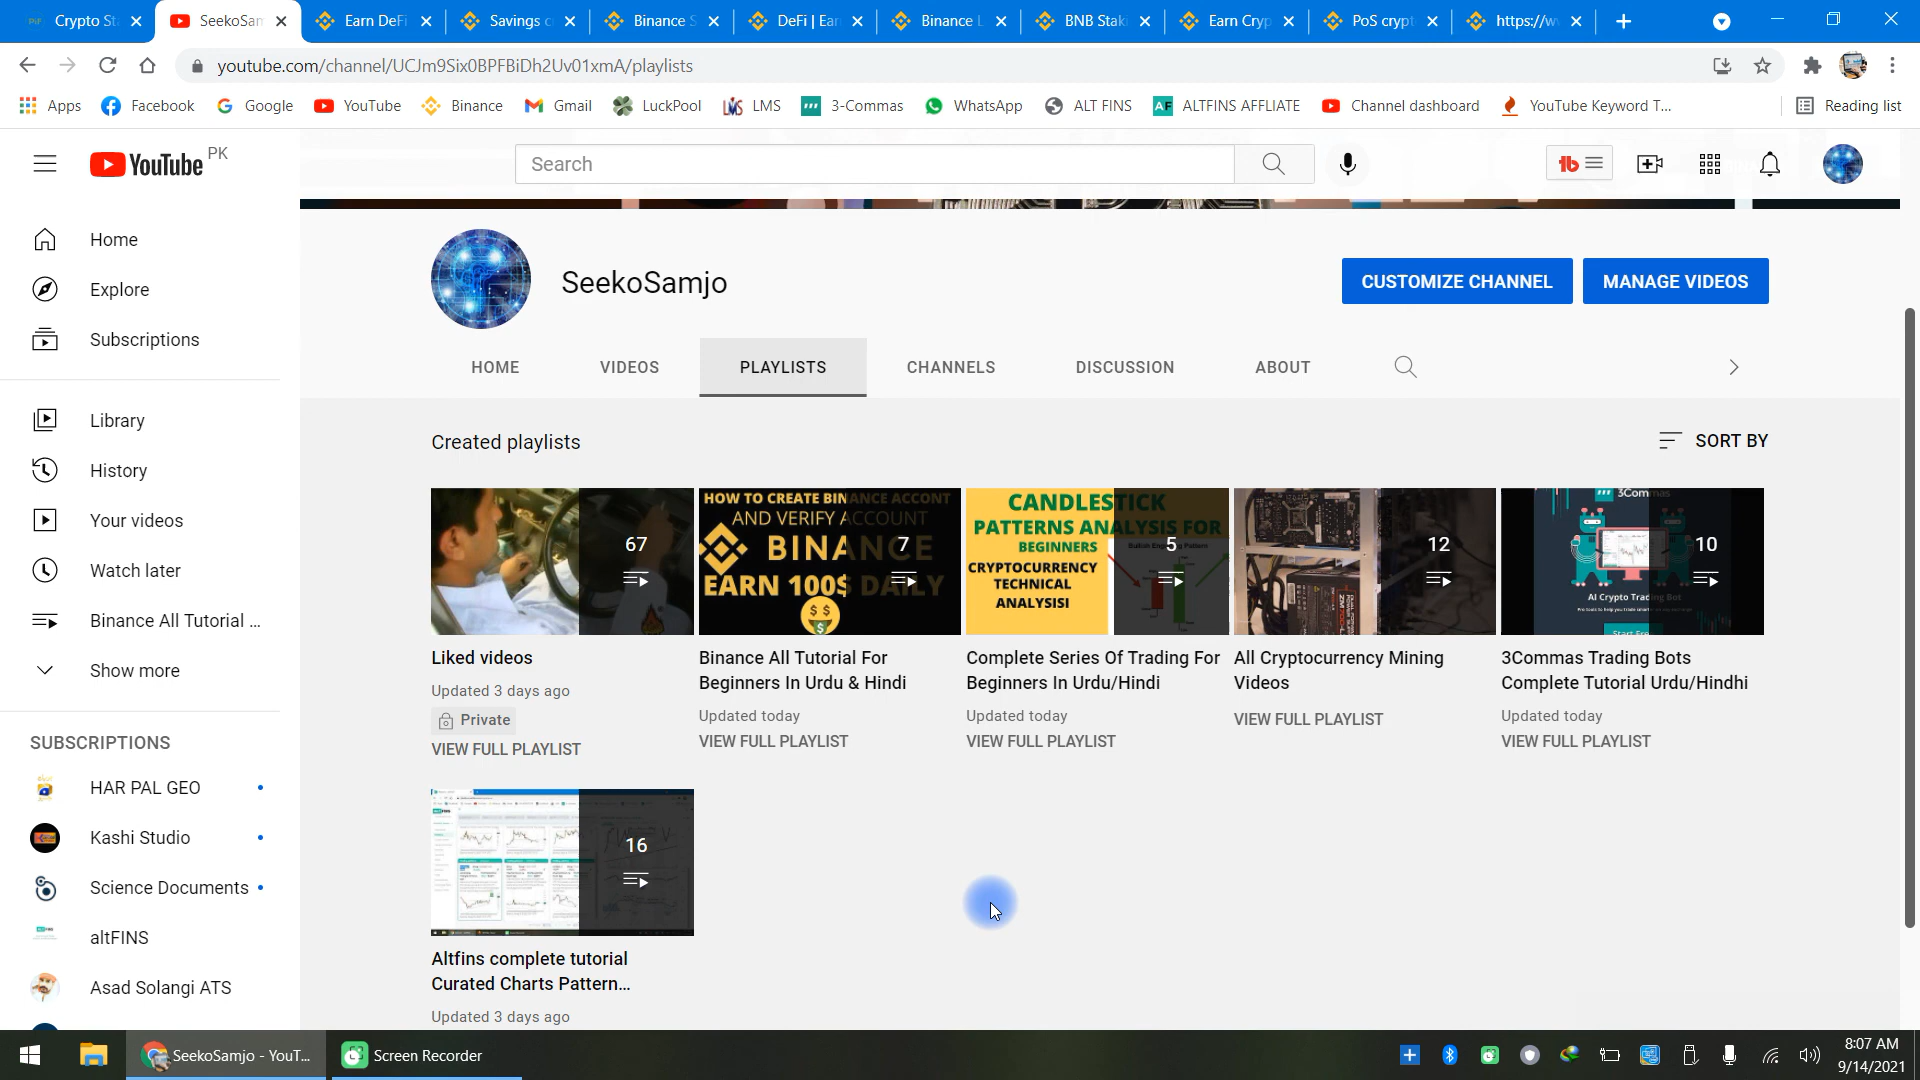 Crypto St
SeekoSam
Earn DeFi
Savings c
Binance S
DeFi | Ear
Binance L
BNB Staki
Earn Cryp
PoS crypt
https://w
youtube.com/channel/UCJm9Six0BPFBiDh2Uv01xmA/playlists
Apps
Facebook
Google
YouTube
Binance
Gmail
LuckPool
LMS
3-Commas
WhatsApp
ALT FINS
ALTFINS AFFLIATE
Channel dashboard
YouTube Keyword T...
Reading list
YouTube PK
Search
Home
Explore
Subscriptions
Library
History
Your videos
Watch later
Binance All Tutorial ...
Show more
SUBSCRIPTIONS
HAR PAL GEO
Kashi Studio
Science Documents
altFINS
Asad Solangi ATS
SeekoSamjo
CUSTOMIZE CHANNEL
MANAGE VIDEOS
HOME
VIDEOS
PLAYLISTS
CHANNELS
DISCUSSION
ABOUT
Created playlists
SORT BY
67
Liked videos
Updated 3 days ago
Private
VIEW FULL PLAYLIST
HOW TO CREATE BINANCE ACCONT
AND VERIFY ACCOUNT
BINANCE
EARN 100$ DAILY
7
Binance All Tutorial For
Beginners In Urdu & Hindi
Updated today
VIEW FULL PLAYLIST
CANDLESTICK
PATTERNS ANALYSIS FOR
BEGINNERS
CRYPTOCURRENCY
TECHNICAL
ANALYSISI
5
Complete Series Of Trading For
Beginners In Urdu/Hindi
Updated today
VIEW FULL PLAYLIST
12
All Cryptocurrency Mining
Videos
VIEW FULL PLAYLIST
3Commas
AI Crypto Trading Bot
Start Free
10
3Commas Trading Bots
Complete Tutorial Urdu/Hindhi
Updated today
VIEW FULL PLAYLIST
16
Altfins complete tutorial
Curated Charts Pattern...
Updated 3 days ago
SeekoSamjo - YouT...
Screen Recorder
8:07 AM
9/14/2021